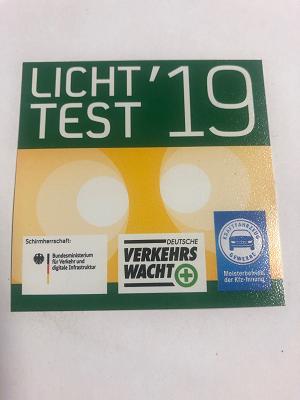 LICHT '19
TEST
Schirmherrschaft:
Bundesministerium
für Verkehr und
digitale Infrastruktur
DEUTSCHE
VERKEHRS
WACHT
KRAFTFAHRZEUG
GEWERBE
Meisterbetrieb
der Kfz-Innung